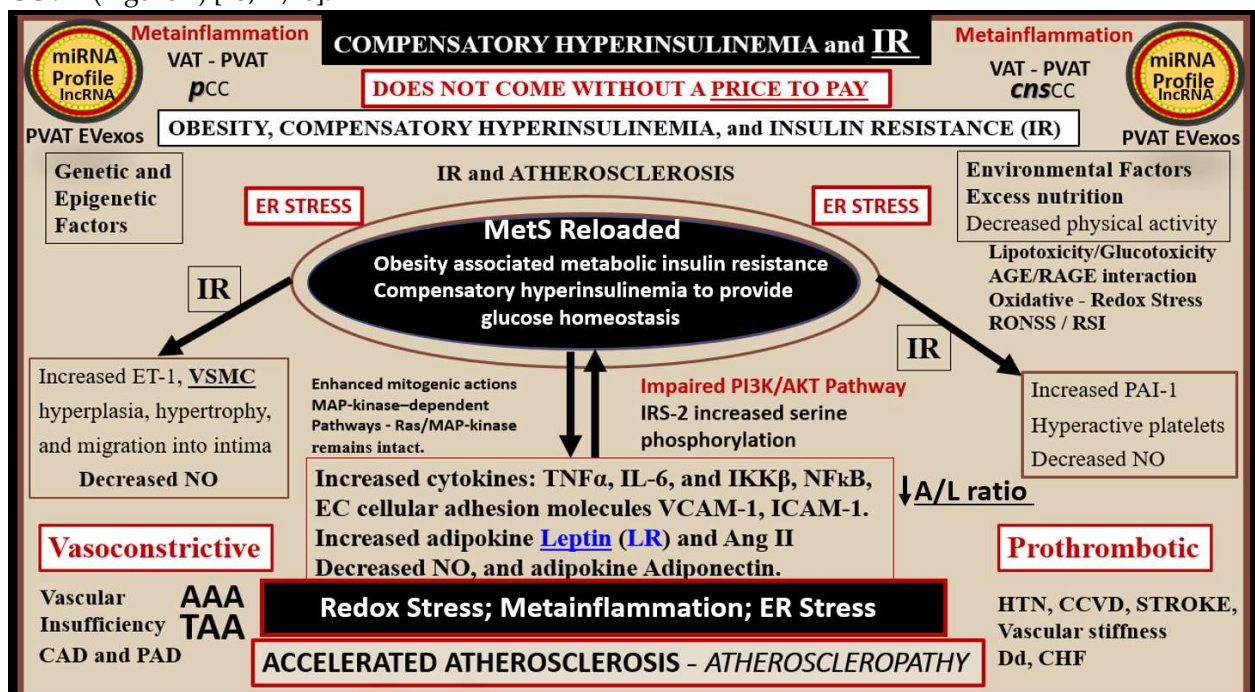 Metainflammation
VAT - PVAT
pCC
miRNA
Profile
lncRNA
PVAT EVexos
COMPENSATORY HYPERINSULINEMIA and IR
DOES NOT COME WITHOUT A PRICE TO PAY
OBESITY, COMPENSATORY HYPERINSULINEMIA, and INSULIN RESISTANCE (IR)
Metainflammation
VAT - PVAT
cnsCC
miRNA
Profile
lncRNA
PVAT EVexos
Genetic and
Epigenetic
Factors
IR and ATHEROSCLEROSIS
ER STRESS
ER STRESS
Environmental Factors
Excess nutrition
Decreased physical activity
Lipotoxicity/Glucotoxicity
AGE/RAGE interaction
Oxidative - Redox Stress
RONSS / RSI
MetS Reloaded
Obesity associated metabolic insulin resistance
Compensatory hyperinsulinemia to provide
glucose homeostasis
IR
IR
Increased ET-1, VSMC
hyperplasia, hypertrophy,
and migration into intima
Decreased NO
Enhanced mitogenic actions
MAP-kinase–dependent
Pathways - Ras/MAP-kinase
remains intact.
Impaired PI3K/AKT Pathway
IRS-2 increased serine
phosphorylation
Increased PAI-1
Hyperactive platelets
Decreased NO
Increased cytokines: TNFα, IL-6, and IKKβ, NFkB,
EC cellular adhesion molecules VCAM-1, ICAM-1.
Increased adipokine Leptin (LR) and Ang II
Decreased NO, and adipokine Adiponectin.
↓A/L ratio
Vasoconstrictive
Prothrombotic
Vascular
Insufficiency
CAD and PAD
AAA
TAA
Redox Stress; Metainflammation; ER Stress
ACCELERATED ATHEROSCLEROSIS - ATHEROSCLEROPATHY
HTN, CCVD, STROKE,
Vascular stiffness
Dd, CHF